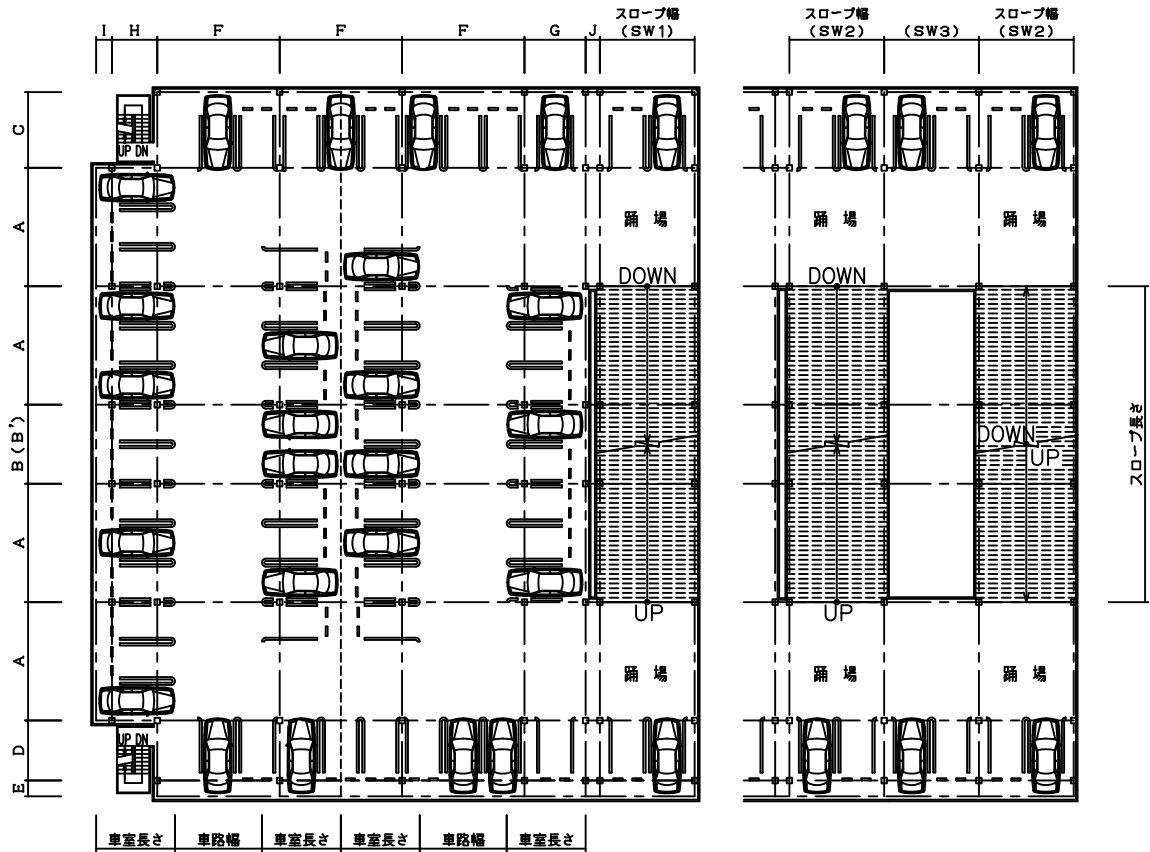 スロープ幅 スロープ幅 スロープ幅
I H F F F G J (SW1) (SW2) (SW3) (SW2)
C
UP DN
A
踊 場 踊 場 踊 場
DOWN DOWN
A
B(B')
DOWN
UP
スロープ長さ
A
UP UP
A
踊 場 踊 場 踊 場
UP DN
D
E
車室長さ 車路幅 車室長さ 車室長さ 車路幅 車室長さ